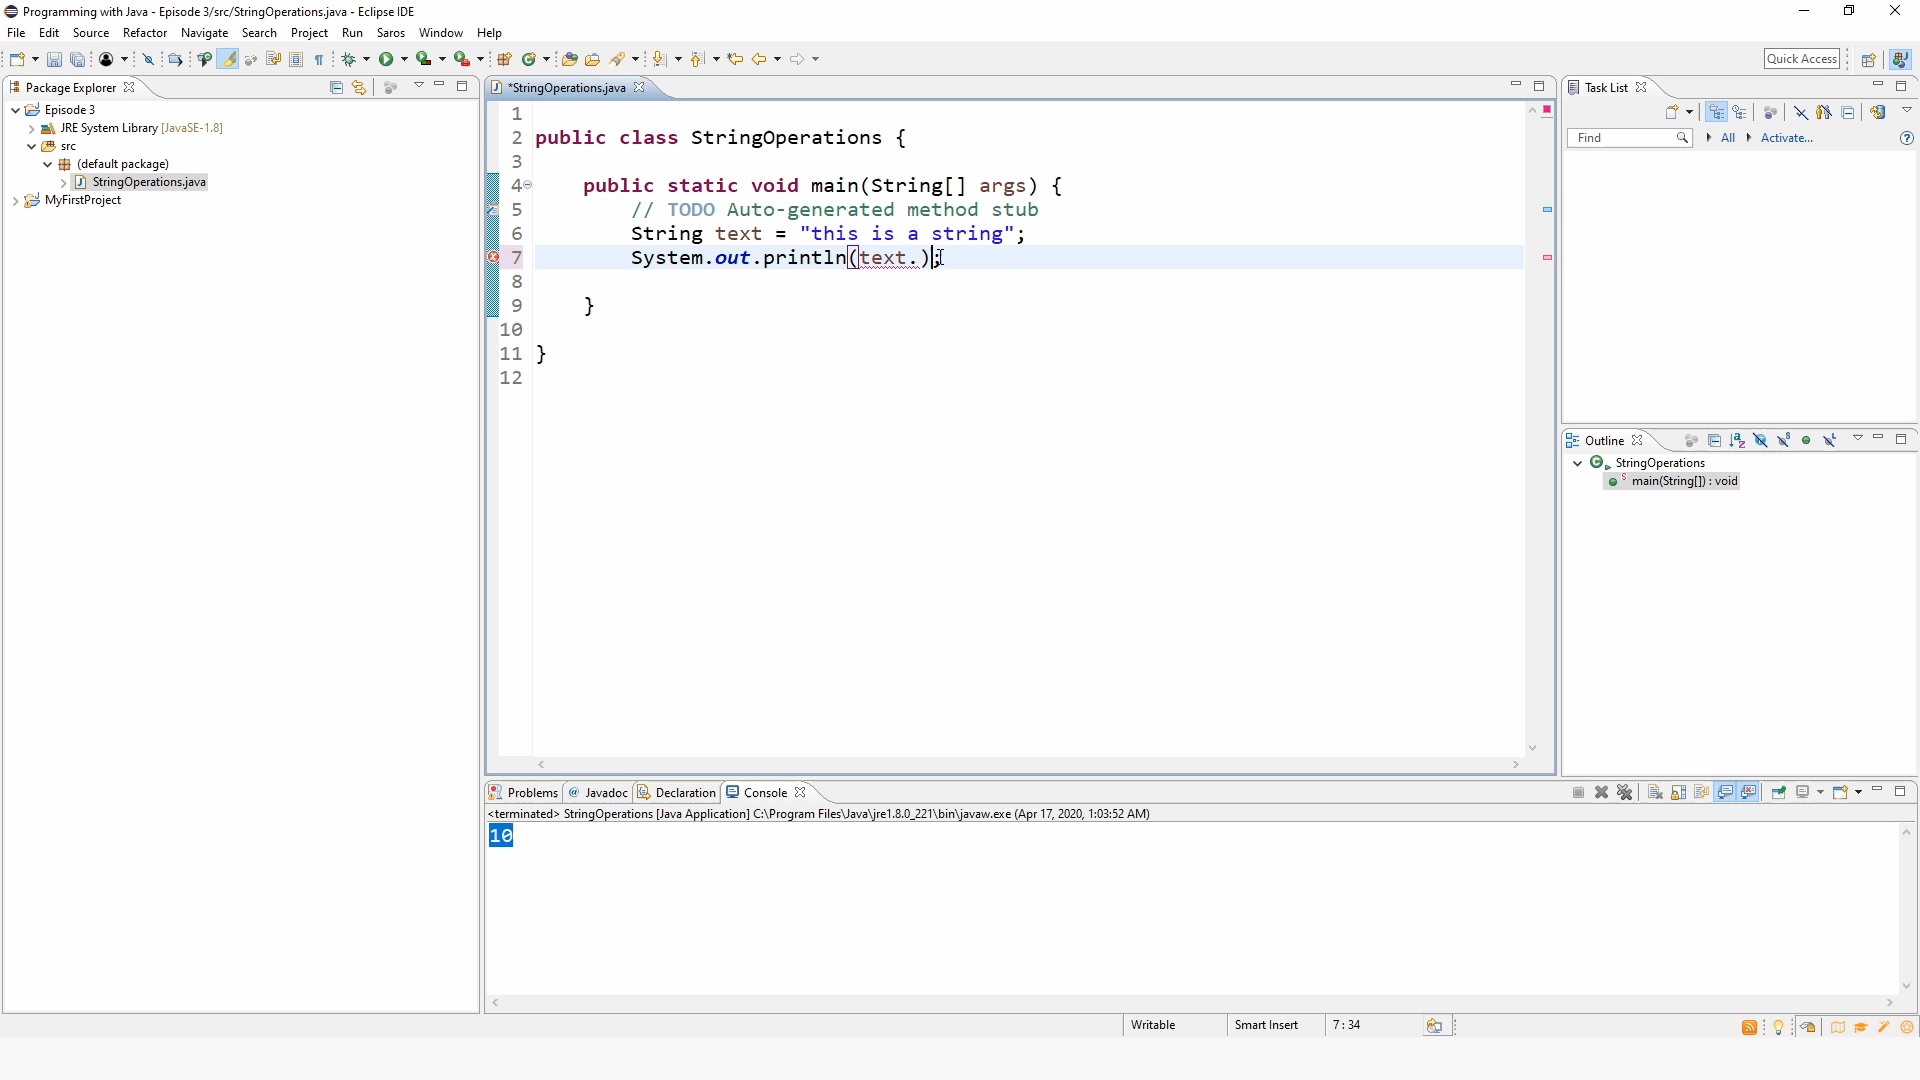 Programming with Java - Episode 3/src/StringOperations.java - Eclipse IDE
File Edit Source Refactor Navigate Search Project Run Saros Window Help
Quick Access
Package Explorer
*StringOperations.java
Task List
Episode 3
JRE System Library [JavaSE-1.8]
src
(default package)
StringOperations.java
MyFirstProject
1
2 public class StringOperations {
3
4 public static void main(String[] args) {
5 // TODO Auto-generated method stub
6 String text = "this is a string";
7 System.out.println(text.);
8
9 }
10
11 }
12
Find
All
Activate...
Outline
StringOperations
main(String[]) : void
Problems
@ Javadoc
Declaration
Console
<terminated> StringOperations [Java Application] C:\Program Files\Java\jre1.8.0_221\bin\javaw.exe (Apr 17, 2020, 1:03:52 AM)
10
Writable
Smart Insert
7 : 34